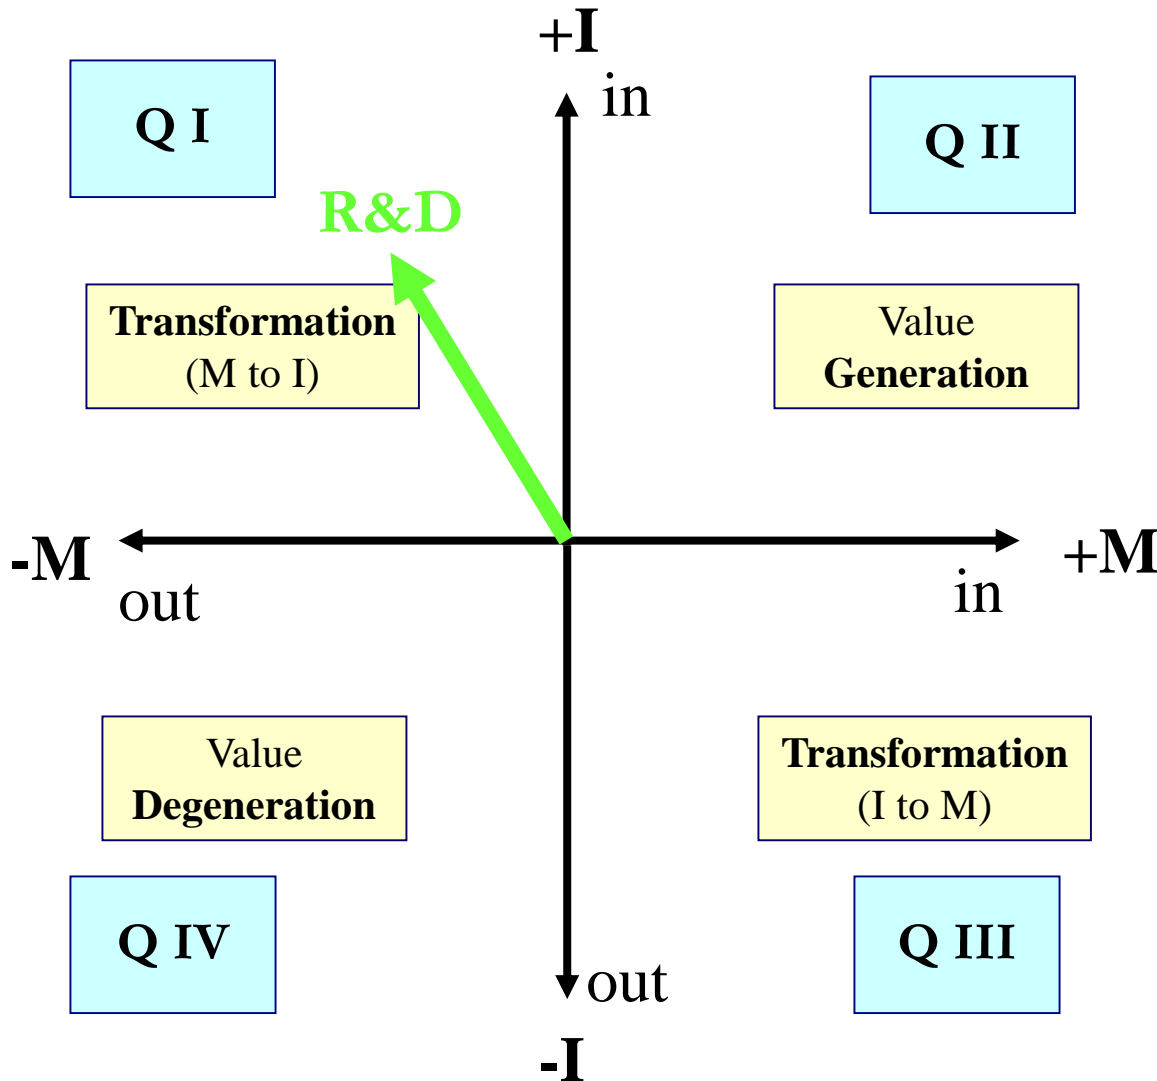 +I
in
Q I
Q II
R&D
Transformation
(M to I)
Value
Generation
-M
out
+M
in
Value
Degeneration
Transformation
(I to M)
Q IV
Q III
out
-I